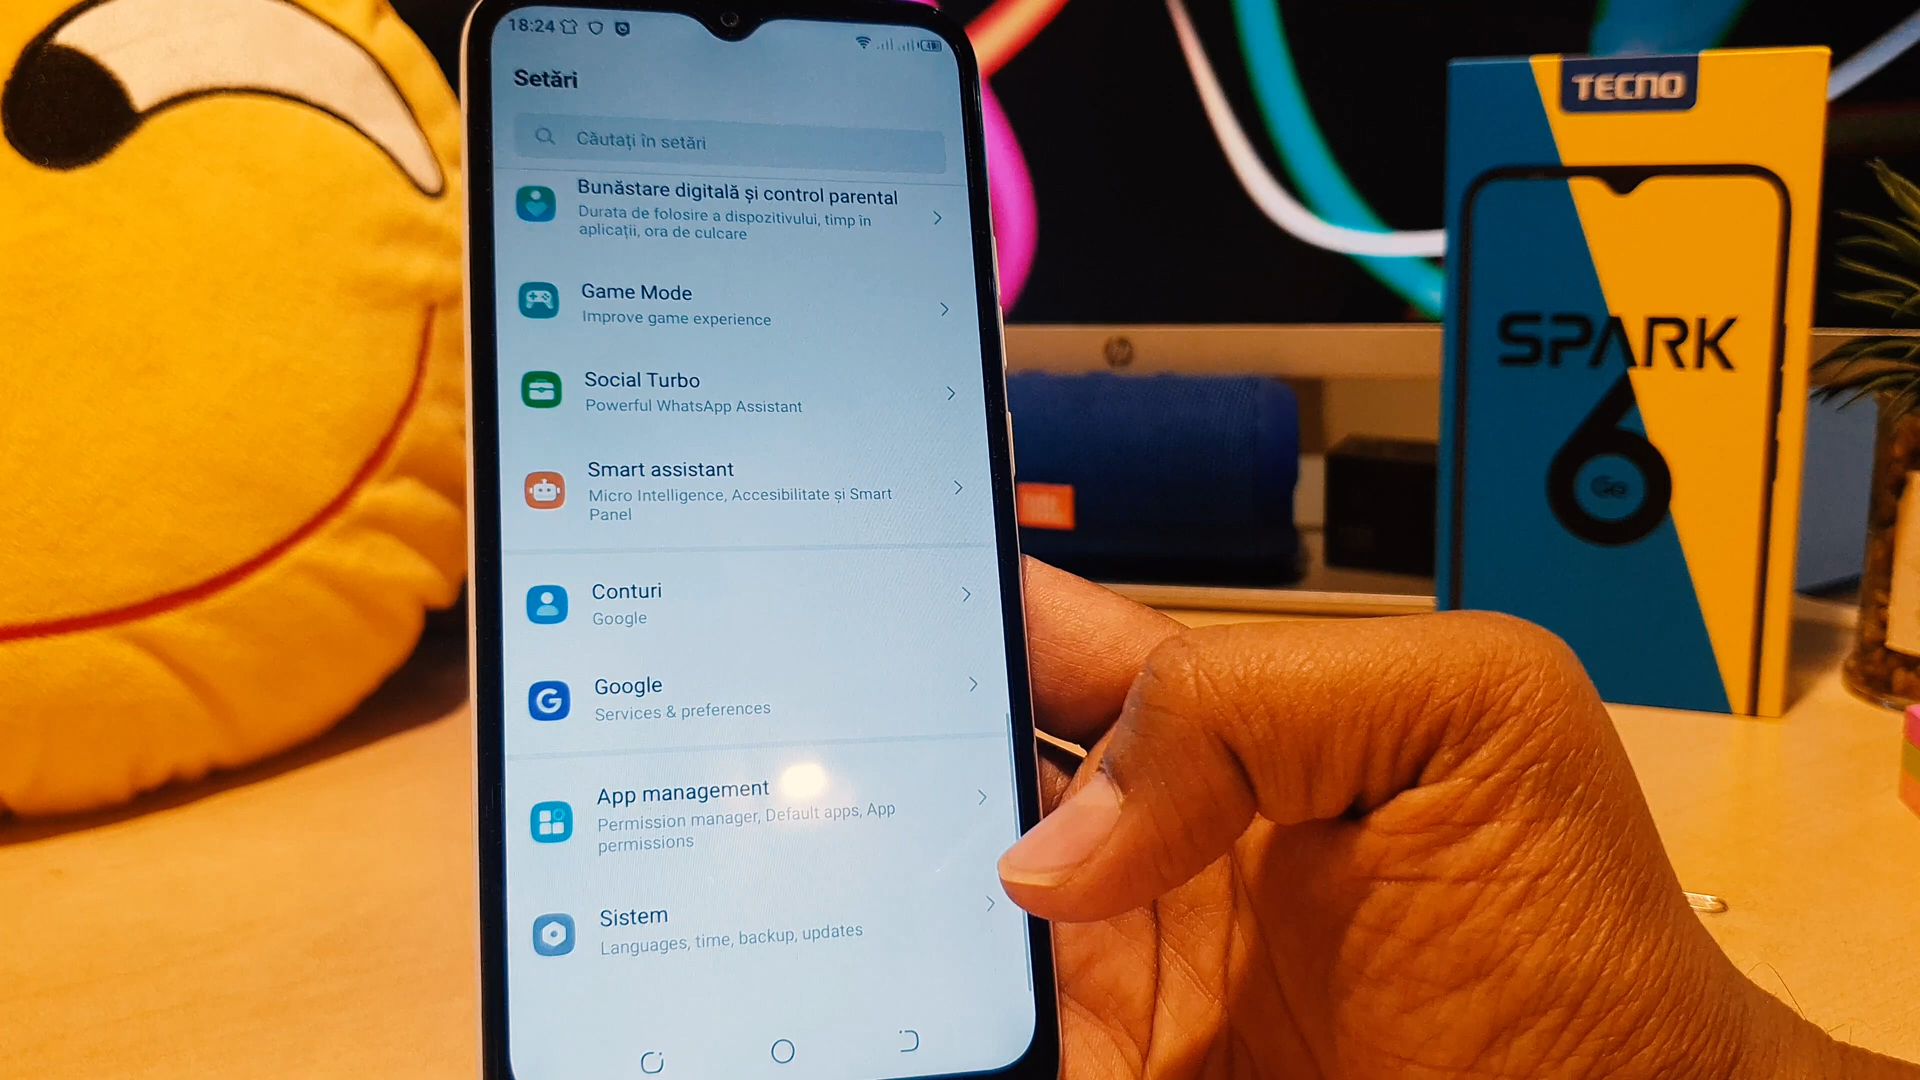 18:24
Setări
Căutați în setări
Bunăstare digitală și control parental
Durata de folosire a dispozitivului, timp în
aplicații, ora de culcare
Game Mode
Improve game experience
Social Turbo
Powerful WhatsApp Assistant
Smart assistant
Micro Intelligence, Accesibilitate și Smart
Panel
Conturi
Google
Google
Services & preferences
App management
Permission manager, Default apps, App
permissions
Sistem
Languages, time, backup, updates
TECNO
SPARK
6
Go
hp
JBL